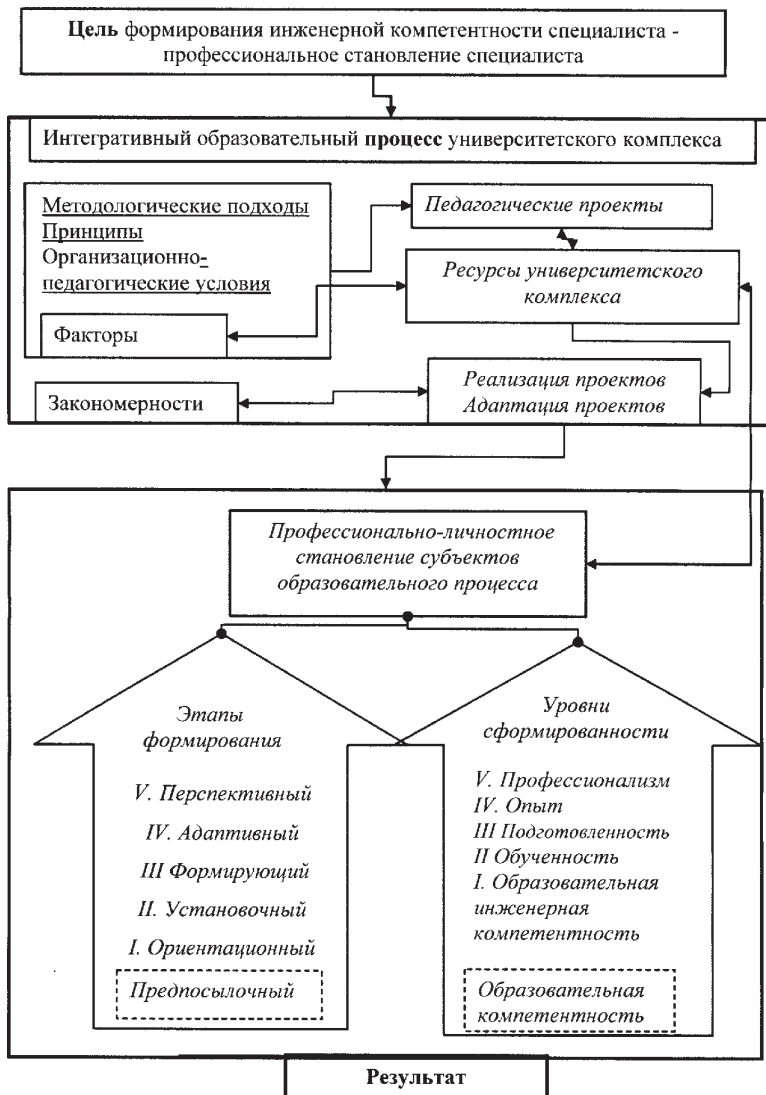 Цель формирования инженерной компетентности специалиста -
профессиональное становление специалиста
Интегративный образовательный процесс университетского комплекса
Методологические подходы
Принципы
Организационно-
педагогические условия
Факторы
Закономерности
Педагогические проекты
Ресурсы университетского
комплекса
Реализация проектов
Адаптация проектов
Профессионально-личностное
становление субъектов
образовательного процесса
Этапы
формирования
V. Перспективный
IV. Адаптивный
III Формирующий
II. Установочный
I. Ориентационный
Предпосылочный
Уровни
сформированности
V. Профессионализм
IV. Опыт
III Подготовленность
II Обученность
I. Образовательная
инженерная
компетентность
Образовательная
компетентность
Результат